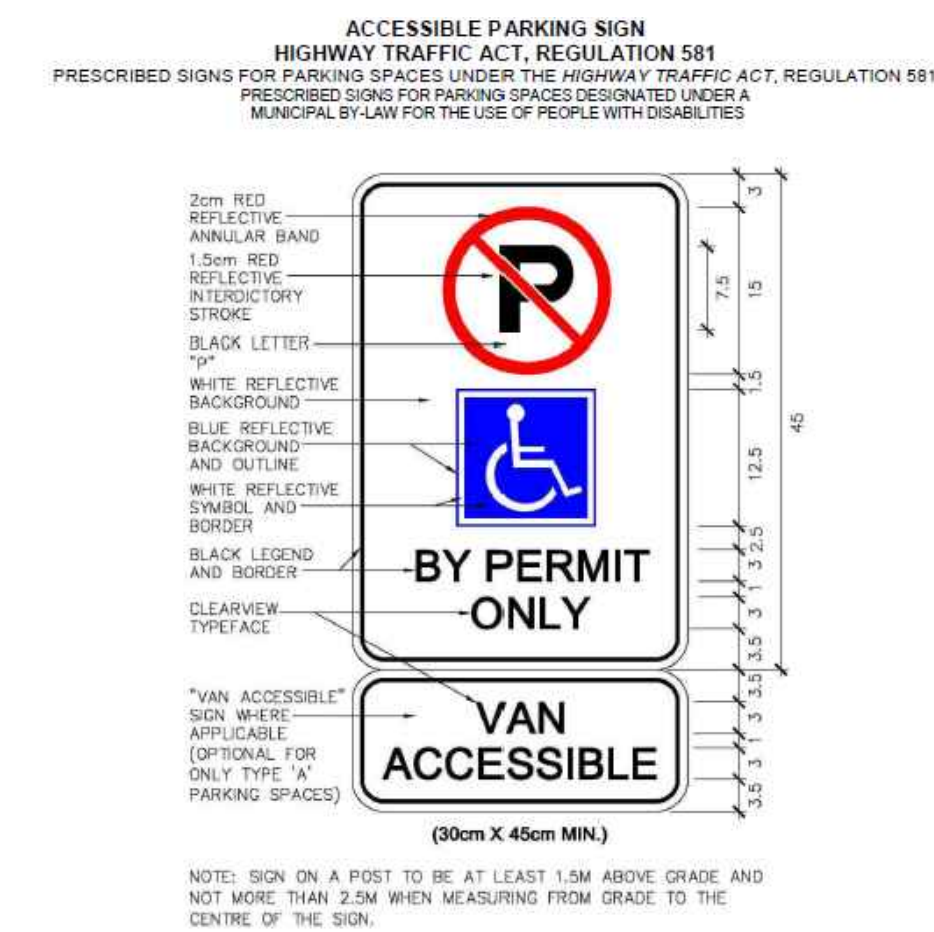 ACCESSIBLE PARKING SIGN
HIGHWAY TRAFFIC ACT, REGULATION 581
PRESCRIBED SIGNS FOR PARKING SPACES UNDER THE HIGHWAY TRAFFIC ACT, REGULATION 581
PRESCRIBED SIGNS FOR PARKING SPACES DESIGNATED UNDER A
MUNICIPAL BY-LAW FOR THE USE OF PEOPLE WITH DISABILITIES
2cm RED
REFLECTIVE
ANNULAR BAND
1.5cm RED
REFLECTIVE
INTERDICTORY
STROKE
BLACK LETTER
"P"
WHITE REFLECTIVE
BACKGROUND
BLUE REFLECTIVE
BACKGROUND
AND OUTLINE
WHITE REFLECTIVE
SYMBOL AND
BORDER
BLACK LEGEND
AND BORDER
CLEARVIEW
TYPEFACE
"VAN ACCESSIBLE"
SIGN WHERE
APPLICABLE
(OPTIONAL FOR
ONLY TYPE 'A'
PARKING SPACES)
P
BY PERMIT
ONLY
VAN
ACCESSIBLE
3
7.5
15
1.5
12.5
2.5
3
1
3
3.5
45
3.5
3
1
3
3.5
(30cm X 45cm MIN.)
NOTE: SIGN ON A POST TO BE AT LEAST 1.5M ABOVE GRADE AND
NOT MORE THAN 2.5M WHEN MEASURING FROM GRADE TO THE
CENTRE OF THE SIGN.